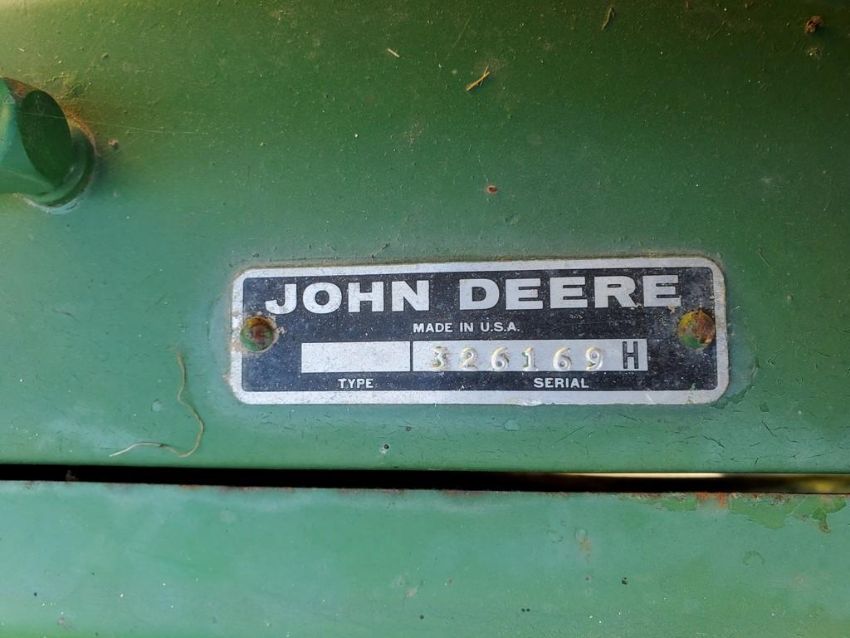 JOHN DEERE
MADE IN U.S.A.
326169 H
TYPE SERIAL